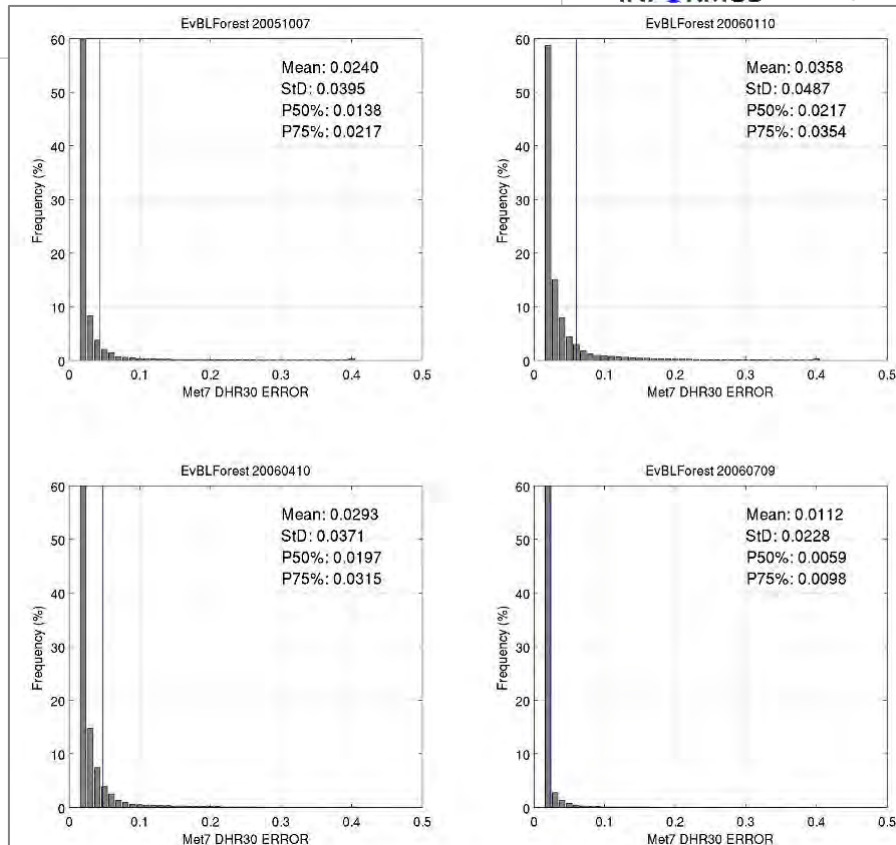 EvBLForest 20051007
60
50
40
30
20
10
0
Frequency (%)
Mean: 0.0240
StD: 0.0395
P50%: 0.0138
P75%: 0.0217
0 0.1 0.2 0.3 0.4 0.5
Met7 DHR30 ERROR
EvBLForest 20060110
60
50
40
30
20
10
0
Frequency (%)
Mean: 0.0358
StD: 0.0487
P50%: 0.0217
P75%: 0.0354
0 0.1 0.2 0.3 0.4 0.5
Met7 DHR30 ERROR
EvBLForest 20060410
60
50
40
30
20
10
0
Frequency (%)
Mean: 0.0293
StD: 0.0371
P50%: 0.0197
P75%: 0.0315
0 0.1 0.2 0.3 0.4 0.5
Met7 DHR30 ERROR
EvBLForest 20060709
60
50
40
30
20
10
0
Frequency (%)
Mean: 0.0112
StD: 0.0228
P50%: 0.0059
P75%: 0.0098
0 0.1 0.2 0.3 0.4 0.5
Met7 DHR30 ERROR